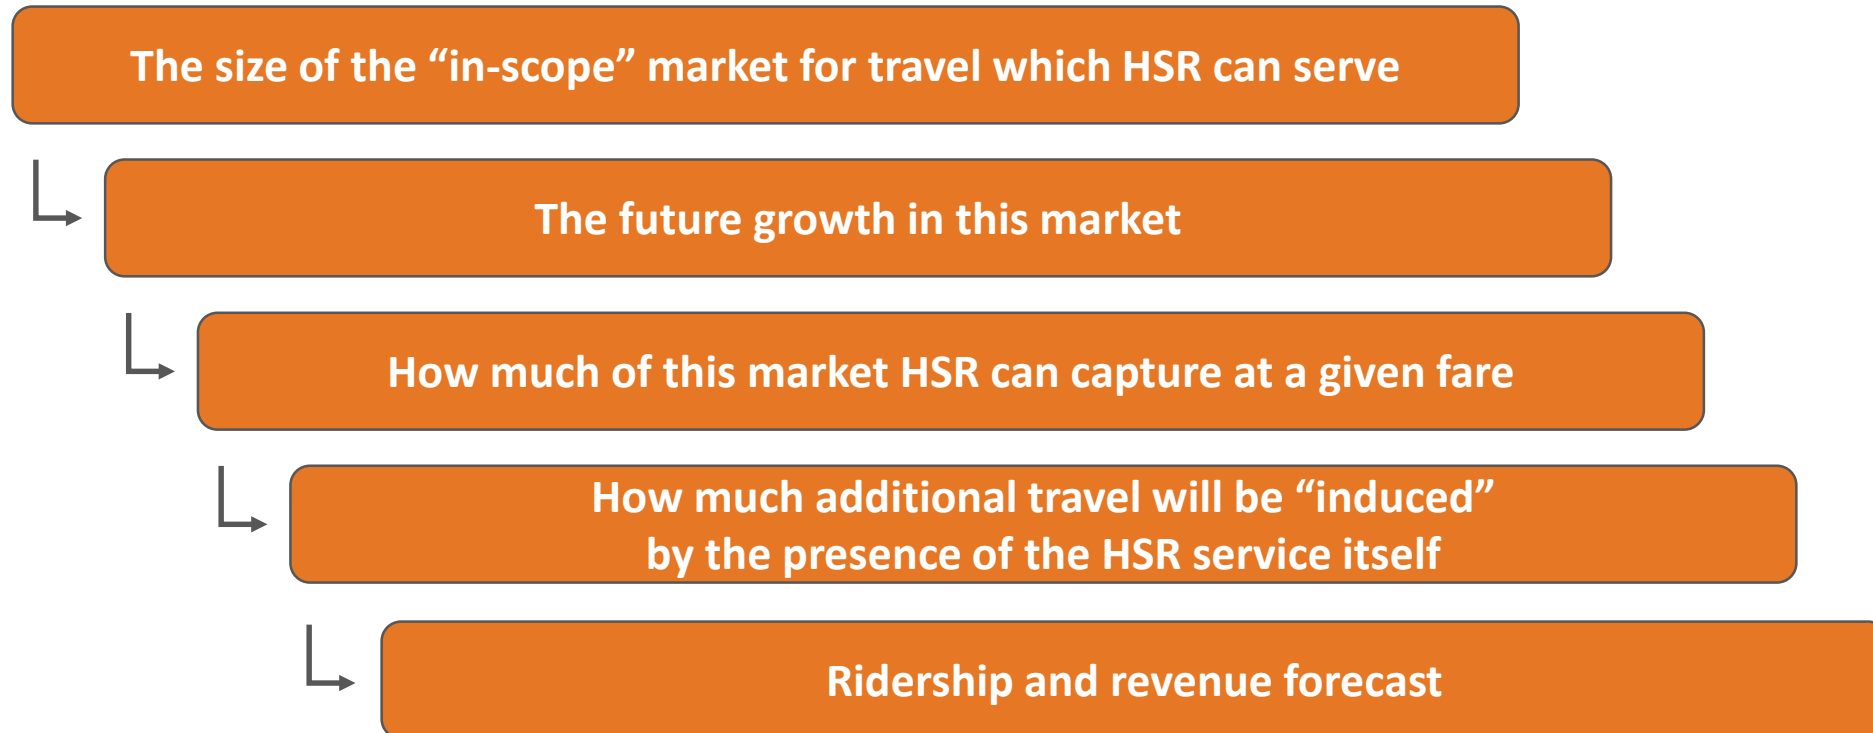 The size of the “in-scope” market for travel which HSR can serve
The future growth in this market
How much of this market HSR can capture at a given fare
How much additional travel will be “induced”
by the presence of the HSR service itself
Ridership and revenue forecast